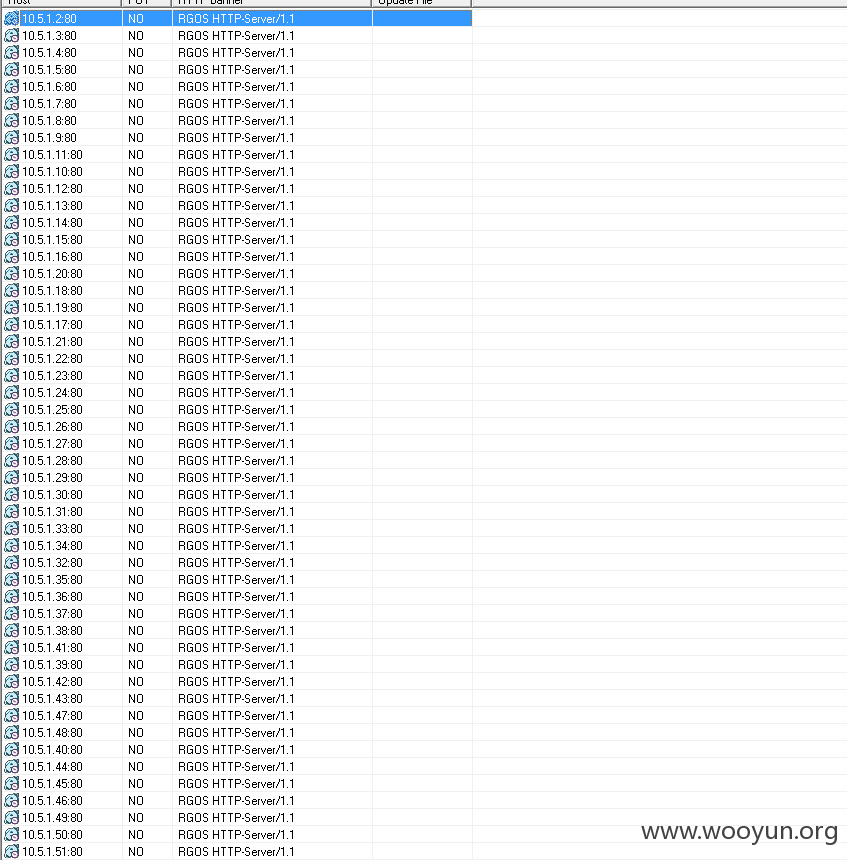 Host PUT HTTP Banner Update File
10.5.1.2:80 NO RGOS HTTP-Server/1.1
10.5.1.3:80 NO RGOS HTTP-Server/1.1
10.5.1.4:80 NO RGOS HTTP-Server/1.1
10.5.1.5:80 NO RGOS HTTP-Server/1.1
10.5.1.6:80 NO RGOS HTTP-Server/1.1
10.5.1.7:80 NO RGOS HTTP-Server/1.1
10.5.1.8:80 NO RGOS HTTP-Server/1.1
10.5.1.9:80 NO RGOS HTTP-Server/1.1
10.5.1.11:80 NO RGOS HTTP-Server/1.1
10.5.1.10:80 NO RGOS HTTP-Server/1.1
10.5.1.12:80 NO RGOS HTTP-Server/1.1
10.5.1.13:80 NO RGOS HTTP-Server/1.1
10.5.1.14:80 NO RGOS HTTP-Server/1.1
10.5.1.15:80 NO RGOS HTTP-Server/1.1
10.5.1.16:80 NO RGOS HTTP-Server/1.1
10.5.1.20:80 NO RGOS HTTP-Server/1.1
10.5.1.18:80 NO RGOS HTTP-Server/1.1
10.5.1.19:80 NO RGOS HTTP-Server/1.1
10.5.1.17:80 NO RGOS HTTP-Server/1.1
10.5.1.21:80 NO RGOS HTTP-Server/1.1
10.5.1.22:80 NO RGOS HTTP-Server/1.1
10.5.1.23:80 NO RGOS HTTP-Server/1.1
10.5.1.24:80 NO RGOS HTTP-Server/1.1
10.5.1.25:80 NO RGOS HTTP-Server/1.1
10.5.1.26:80 NO RGOS HTTP-Server/1.1
10.5.1.27:80 NO RGOS HTTP-Server/1.1
10.5.1.28:80 NO RGOS HTTP-Server/1.1
10.5.1.29:80 NO RGOS HTTP-Server/1.1
10.5.1.30:80 NO RGOS HTTP-Server/1.1
10.5.1.31:80 NO RGOS HTTP-Server/1.1
10.5.1.33:80 NO RGOS HTTP-Server/1.1
10.5.1.34:80 NO RGOS HTTP-Server/1.1
10.5.1.32:80 NO RGOS HTTP-Server/1.1
10.5.1.35:80 NO RGOS HTTP-Server/1.1
10.5.1.36:80 NO RGOS HTTP-Server/1.1
10.5.1.37:80 NO RGOS HTTP-Server/1.1
10.5.1.38:80 NO RGOS HTTP-Server/1.1
10.5.1.41:80 NO RGOS HTTP-Server/1.1
10.5.1.39:80 NO RGOS HTTP-Server/1.1
10.5.1.42:80 NO RGOS HTTP-Server/1.1
10.5.1.43:80 NO RGOS HTTP-Server/1.1
10.5.1.47:80 NO RGOS HTTP-Server/1.1
10.5.1.48:80 NO RGOS HTTP-Server/1.1
10.5.1.40:80 NO RGOS HTTP-Server/1.1
10.5.1.44:80 NO RGOS HTTP-Server/1.1
10.5.1.45:80 NO RGOS HTTP-Server/1.1
10.5.1.46:80 NO RGOS HTTP-Server/1.1
10.5.1.49:80 NO RGOS HTTP-Server/1.1
10.5.1.50:80 NO RGOS HTTP-Server/1.1
10.5.1.51:80 NO RGOS HTTP-Server/1.1
www.wooyun.org